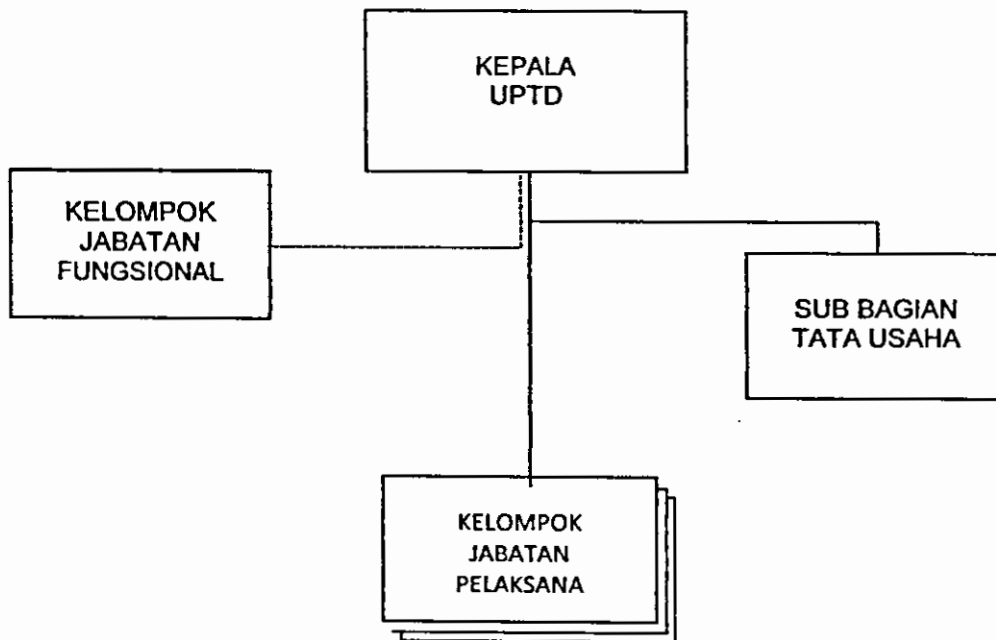 KEPALA
UPTD
KELOMPOK
JABATAN
FUNGSIONAL
SUB BAGIAN
TATA USAHA
KELOMPOK
JABATAN
PELAKSANA